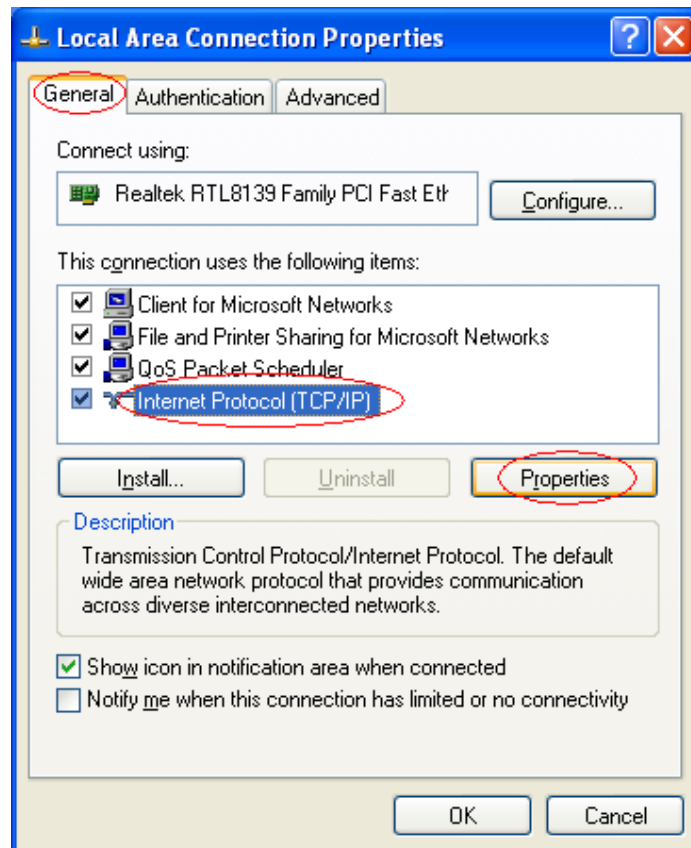 Local Area Connection Properties
General Authentication Advanced
Connect using:
Realtek RTL8139 Family PCI Fast Eth
Configure...
This connection uses the following items:
Client for Microsoft Networks
File and Printer Sharing for Microsoft Networks
QoS Packet Scheduler
Internet Protocol (TCP/IP)
Install... Uninstall Properties
Description
Transmission Control Protocol/Internet Protocol. The default
wide area network protocol that provides communication
across diverse interconnected networks.
Show icon in notification area when connected
Notify me when this connection has limited or no connectivity
OK Cancel